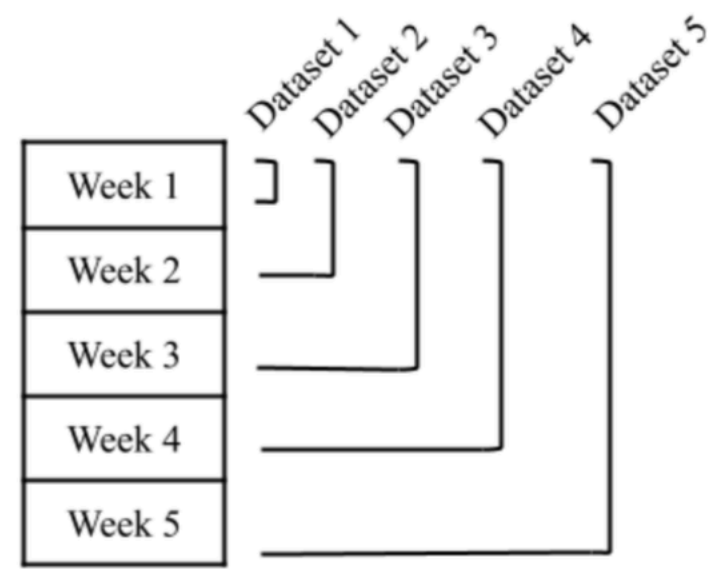 Dataset 1
Dataset 2
Dataset 3
Dataset 4
Dataset 5
Week 1
Week 2
Week 3
Week 4
Week 5